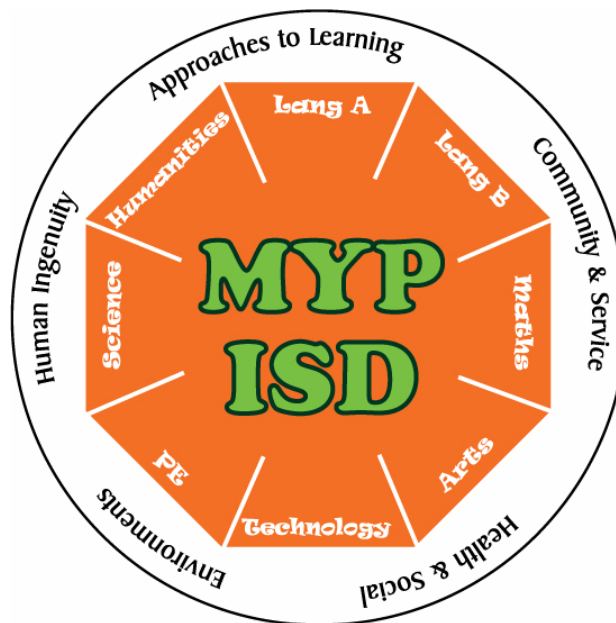 Approaches to Learning
Community & Service
Health & Social
Environments
Human Ingenuity
Lang A
Lang B
Maths
Arts
Technology
PE
Science
Humanities
MYP
ISD